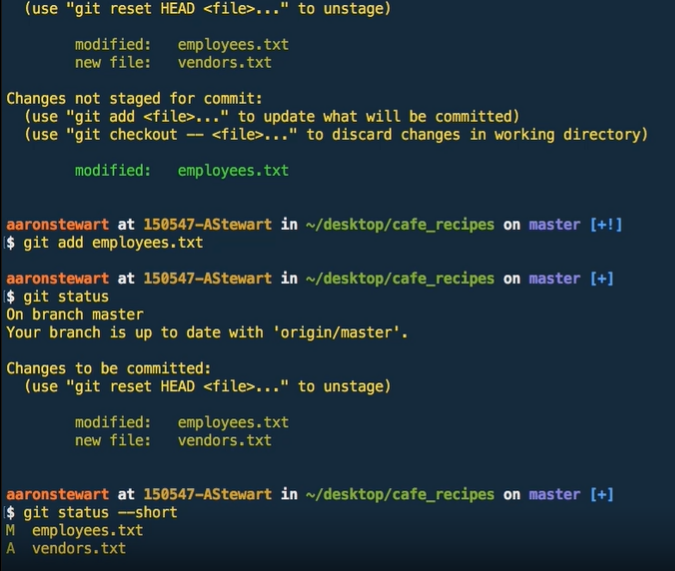 (use "git reset HEAD <file>..." to unstage)
modified:   employees.txt
new file:   vendors.txt
Changes not staged for commit:
(use "git add <file>..." to update what will be committed)
(use "git checkout -- <file>..." to discard changes in working directory)
modified:   employees.txt
aaronstewart at 150547-AStewart in ~/desktop/cafe_recipes on master [+!]
$ git add employees.txt
aaronstewart at 150547-AStewart in ~/desktop/cafe_recipes on master [+]
$ git status
On branch master
Your branch is up to date with 'origin/master'.
Changes to be committed:
(use "git reset HEAD <file>..." to unstage)
modified:   employees.txt
new file:   vendors.txt
aaronstewart at 150547-AStewart in ~/desktop/cafe_recipes on master [+]
$ git status --short
M  employees.txt
A  vendors.txt